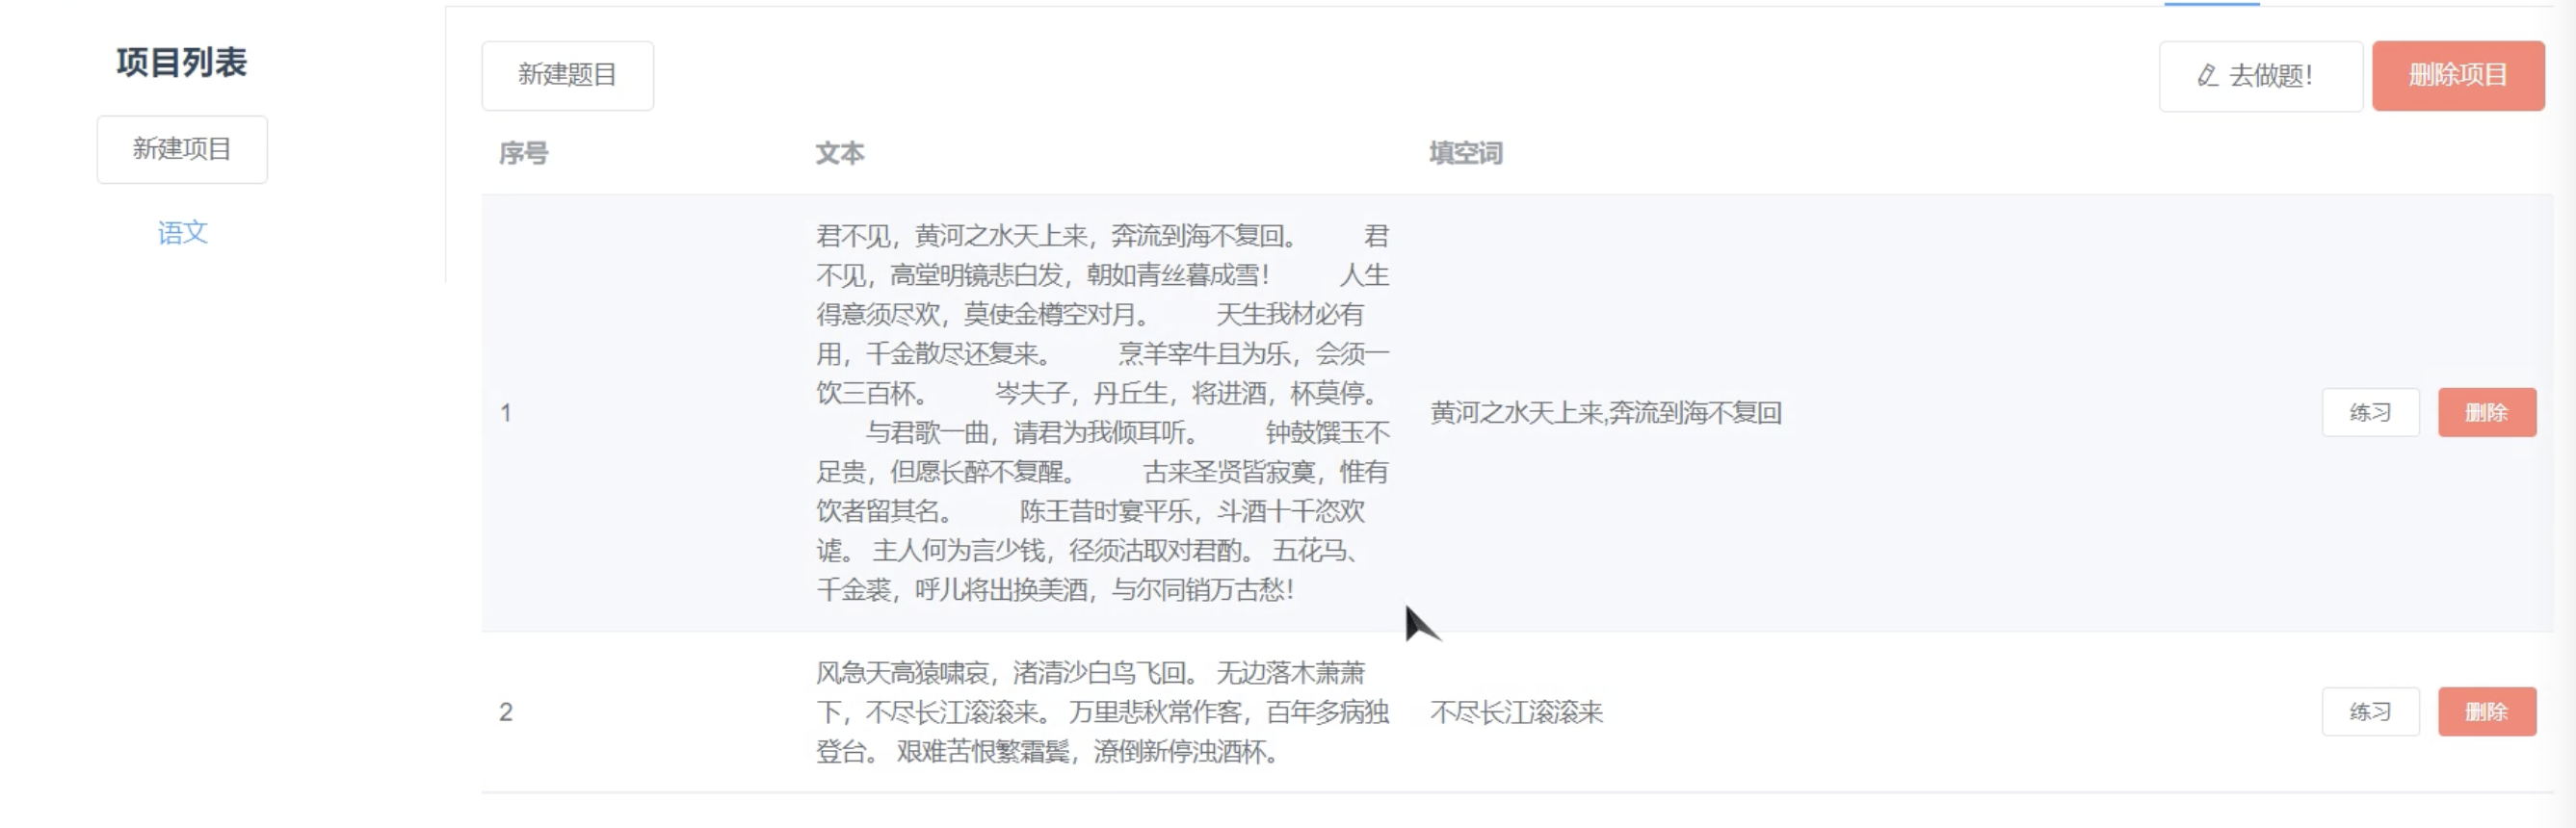 项目列表
新建项目
语文
新建题目
去做题！
删除项目
序号
文本
填空词
1
君不见，黄河之水天上来，奔流到海不复回。 君
不见，高堂明镜悲白发，朝如青丝暮成雪！ 人生
得意须尽欢，莫使金樽空对月。 天生我材必有
用，千金散尽还复来。 烹羊宰牛且为乐，会须一
饮三百杯。 岑夫子，丹丘生，将进酒，杯莫停。
与君歌一曲，请君为我倾耳听。 钟鼓馔玉不
足贵，但愿长醉不复醒。 古来圣贤皆寂寞，惟有
饮者留其名。 陈王昔时宴平乐，斗酒十千恣欢
谑。 主人何为言少钱，径须沽取对君酌。 五花马、
千金裘，呼儿将出换美酒，与尔同销万古愁！
黄河之水天上来,奔流到海不复回
练习
删除
2
风急天高猿啸哀，渚清沙白鸟飞回。 无边落木萧萧
下，不尽长江滚滚来。 万里悲秋常作客，百年多病独
登台。 艰难苦恨繁霜鬓，潦倒新停浊酒杯。
不尽长江滚滚来
练习
删除